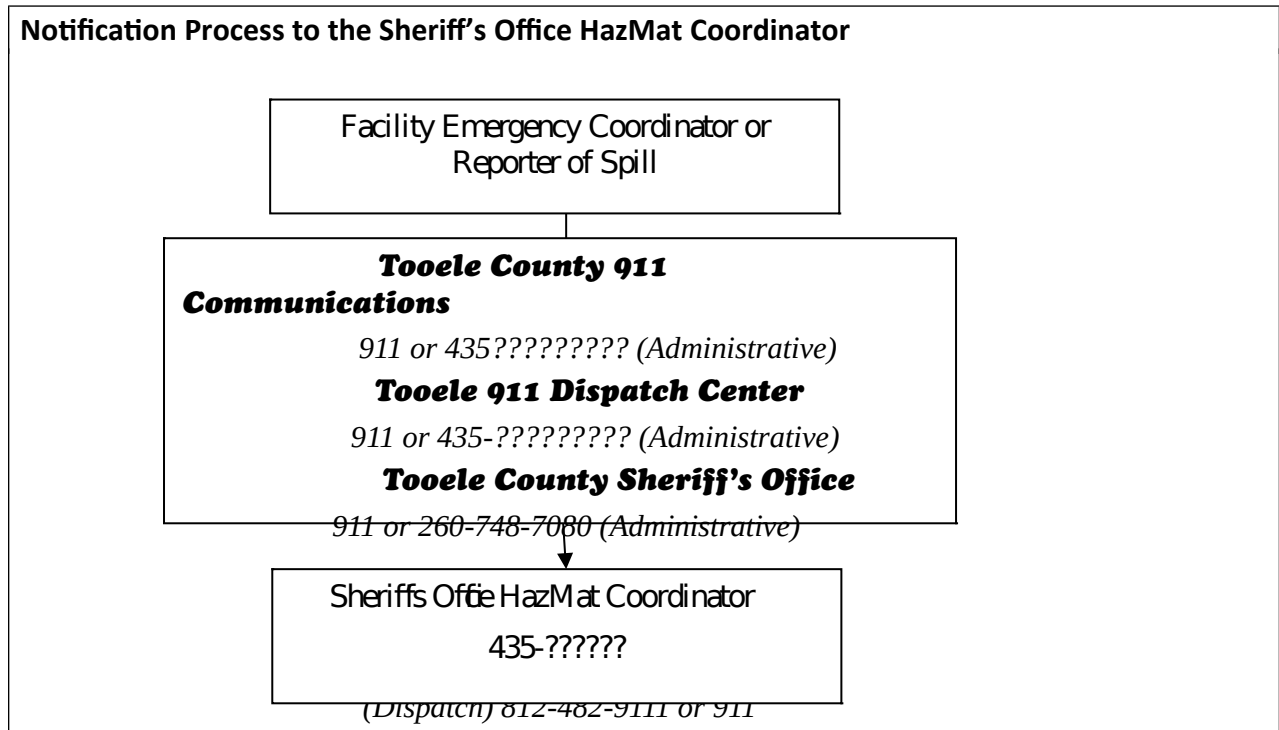 Notification Process to the Sheriff’s Office HazMat Coordinator
Facility Emergency Coordinator or
Reporter of Spill
Tooele County 911
Communications
911 or 435????????? (Administrative)
Tooele 911 Dispatch Center
911 or 435-????????? (Administrative)
Tooele County Sheriff’s Office
911 or 260-748-7080 (Administrative)
Sheriffs Office HazMat Coordinator
435-??????
(Dispatch) 812-482-9111 or 911